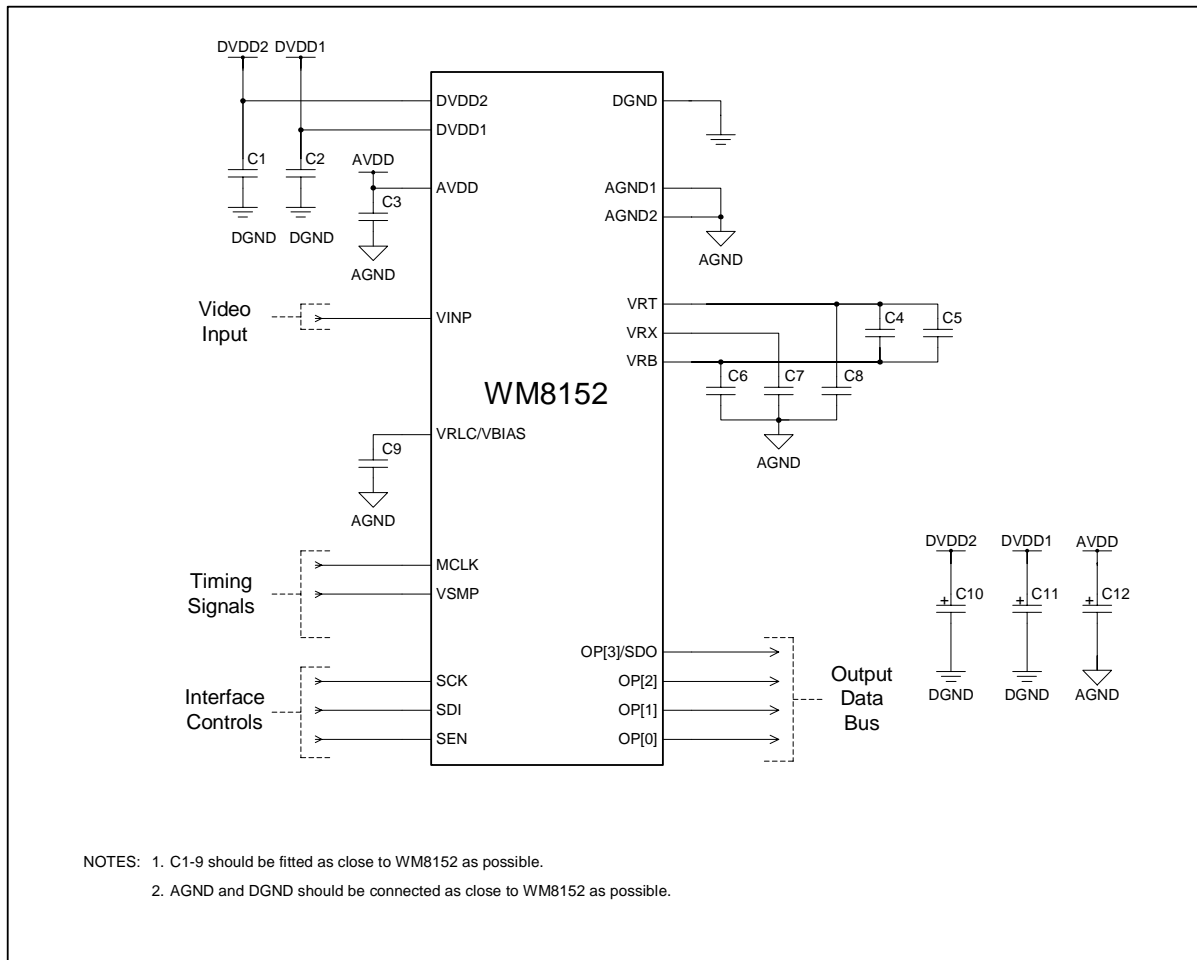 DVDD2 DVDD1
DVDD2
DVDD1
C1
C2
DGND
DGND
AVDD
AVDD
C3
AGND
Video
Input
VINP
WM8152
VRLC/VBIAS
C9
AGND
Timing
Signals
MCLK
VSMP
Interface
Controls
SCK
SDI
SEN
DGND
AGND1
AGND2
AGND
VRT
VRX
VRB
C4
C5
C6
C7
C8
AGND
OP[3]/SDO
OP[2]
OP[1]
OP[0]
Output
Data
Bus
DVDD2 DVDD1 AVDD
+ C10 + C11 + C12
DGND DGND AGND
NOTES: 1. C1-9 should be fitted as close to WM8152 as possible.
2. AGND and DGND should be connected as close to WM8152 as possible.